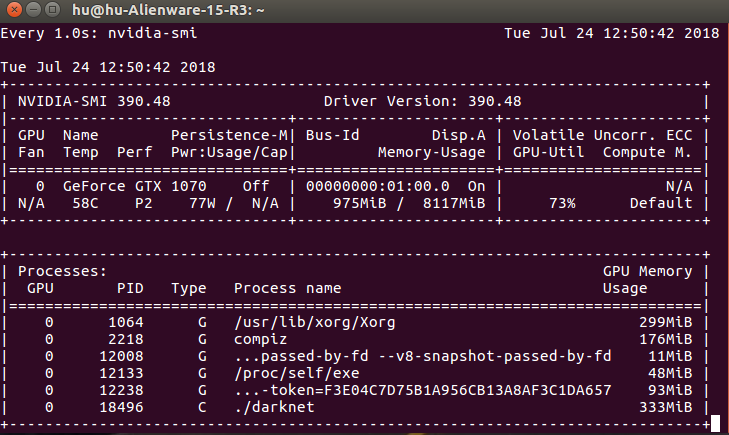 hu@hu-Alienware-15-R3: ~
Every 1.0s: nvidia-smi                                  Tue Jul 24 12:50:42 2018

Tue Jul 24 12:50:42 2018
+-----------------------------------------------------------------------------+
| NVIDIA-SMI 390.48                 Driver Version: 390.48                    |
|-------------------------------+----------------------+----------------------+
| GPU  Name        Persistence-M| Bus-Id        Disp.A | Volatile Uncorr. ECC |
| Fan  Temp  Perf  Pwr:Usage/Cap|         Memory-Usage | GPU-Util  Compute M. |
|===============================+======================+======================|
|   0  GeForce GTX 1070    Off  | 00000000:01:00.0  On |                  N/A |
| N/A   58C    P2    77W /  N/A |    975MiB /  8117MiB |     73%      Default |
+-------------------------------+----------------------+----------------------+

+-----------------------------------------------------------------------------+
| Processes:                                                       GPU Memory |
|  GPU       PID   Type   Process name                             Usage      |
|=============================================================================|
|    0      1064      G   /usr/lib/xorg/Xorg                           299MiB |
|    0      2218      G   compiz                                       176MiB |
|    0     12008      G   ...passed-by-fd --v8-snapshot-passed-by-fd    11MiB |
|    0     12133      G   /proc/self/exe                                48MiB |
|    0     12238      G   ...-token=F3E04C7D75B1A956CB13A8AF3C1DA657    93MiB |
|    0     18496      C   ./darknet                                    333MiB |
+-----------------------------------------------------------------------------+